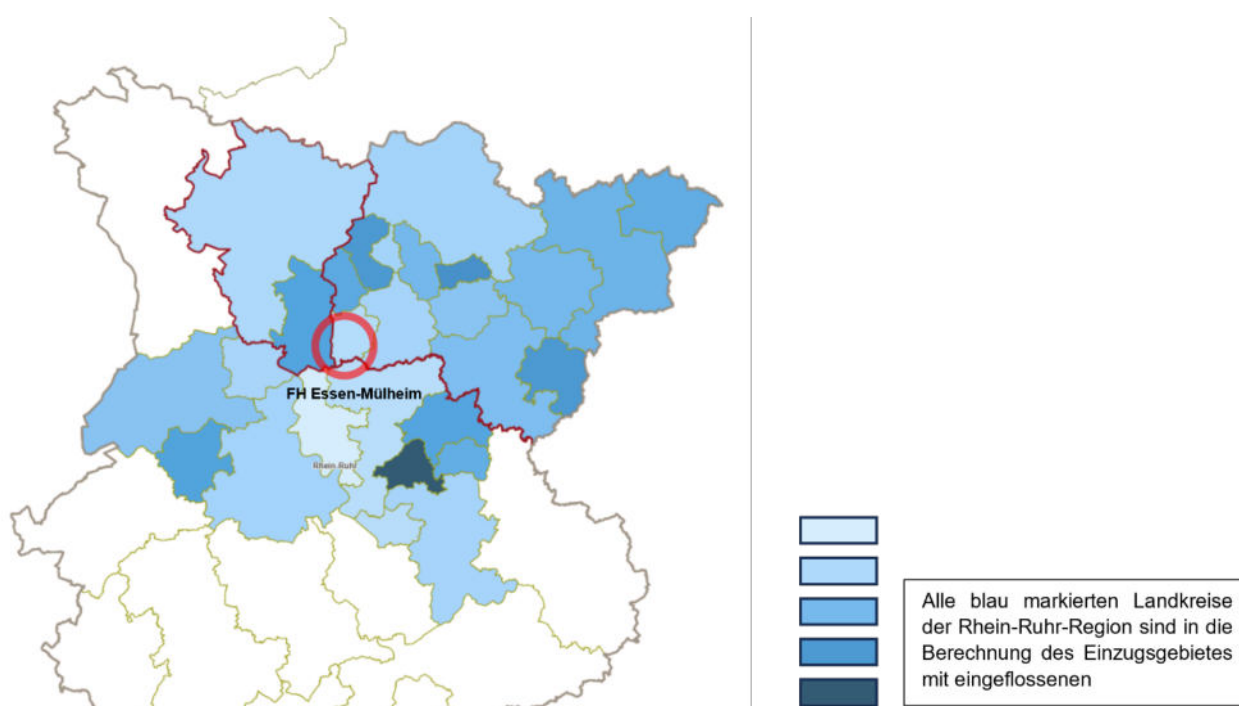 FH Essen-Mülheim
Rhein Ruhr
Alle blau markierten Landkreise
der Rhein-Ruhr-Region sind in die
Berechnung des Einzugsgebietes
mit eingeflossenen